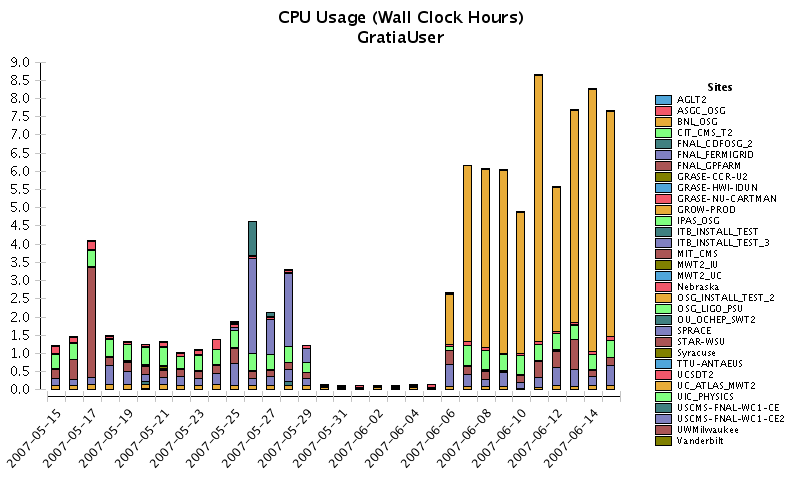 CPU Usage (Wall Clock Hours)
GratiaUser
9.0
8.5
8.0
7.5
7.0
6.5
6.0
5.5
5.0
4.5
4.0
3.5
3.0
2.5
2.0
1.5
1.0
0.5
0.0
2007-05-15
2007-05-17
2007-05-19
2007-05-21
2007-05-23
2007-05-25
2007-05-27
2007-05-29
2007-05-31
2007-06-02
2007-06-04
2007-06-06
2007-06-08
2007-06-10
2007-06-12
2007-06-14
Sites
AGLT2
ASGC_OSG
BNL_OSG
CIT_CMS_T2
FNAL_CDFOSG_2
FNAL_FERMIGRID
FNAL_GPFARM
GRASE-CCR-U2
GRASE-HWI-IDUN
GRASE-NU-CARTMAN
GROW-PROD
IPAS_OSG
ITB_INSTALL_TEST
ITB_INSTALL_TEST_3
MIT_CMS
MWT2_IU
MWT2_UC
Nebraska
OSG_INSTALL_TEST_2
OSG_LIGO_PSU
OU_OCHEP_SWT2
SPRACE
STAR-WSU
Syracuse
TTU-ANTAEUS
UCSDT2
UC_ATLAS_MWT2
UIC_PHYSICS
USCMS-FNAL-WC1-CE
USCMS-FNAL-WC1-CE2
UWMilwaukee
Vanderbilt